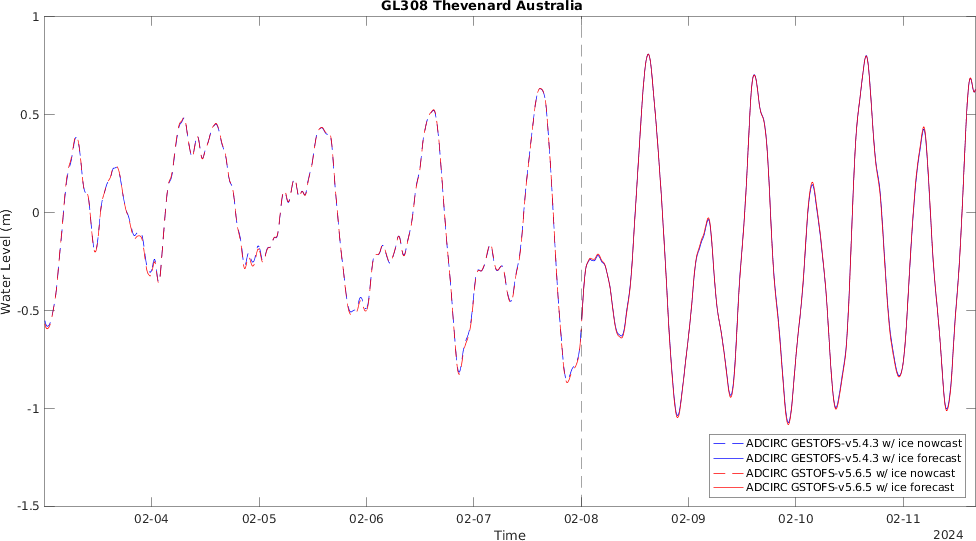 GL308 Thevenard Australia
1
0.5
0
-0.5
-1
-1.5
Water Level (m)
02-04
02-05
02-06
02-07
02-08
02-09
02-10
02-11
Time
2024
ADCIRC GESTOFS-v5.4.3 w/ ice nowcast
ADCIRC GESTOFS-v5.4.3 w/ ice forecast
ADCIRC GSTOFS-v5.6.5 w/ ice nowcast
ADCIRC GSTOFS-v5.6.5 w/ ice forecast